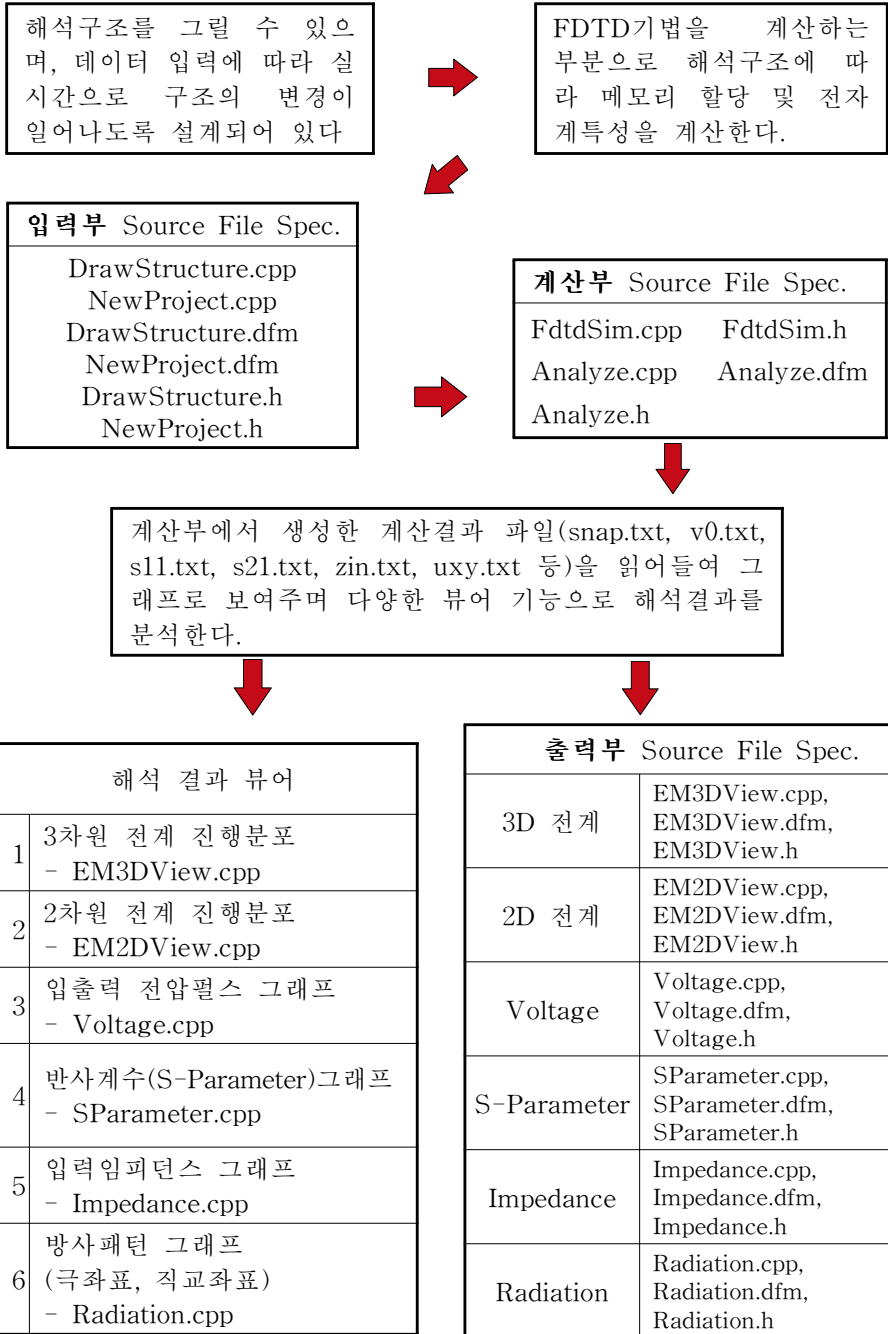 해석구조를 그릴 수 있으
며, 데이터 입력에 따라 실
시간으로 구조의 변경이
일어나도록 설계되어 있다
FDTD기법을 계산하는
부분으로 해석구조에 따
라 메모리 할당 및 전자
계특성을 계산한다.
입력부 Source File Spec.
DrawStructure.cpp
NewProject.cpp
DrawStructure.dfm
NewProject.dfm
DrawStructure.h
NewProject.h
계산부 Source File Spec.
FdtdSim.cpp FdtdSim.h
Analyze.cpp Analyze.dfm
Analyze.h
계산부에서 생성한 계산결과 파일(snap.txt, v0.txt,
s11.txt, s21.txt, zin.txt, uxy.txt 등)을 읽어들여 그
래프로 보여주며 다양한 뷰어 기능으로 해석결과를
분석한다.
해석 결과 뷰어
1 3차원 전계 진행분포
- EM3DView.cpp
2 2차원 전계 진행분포
- EM2DView.cpp
3 입출력 전압펄스 그래프
- Voltage.cpp
4 반사계수(S-Parameter)그래프
- SParameter.cpp
5 입력임피던스 그래프
- Impedance.cpp
6 방사패턴 그래프
(극좌표, 직교좌표)
- Radiation.cpp
출력부 Source File Spec.
3D 전계
EM3DView.cpp,
EM3DView.dfm,
EM3DView.h
2D 전계
EM2DView.cpp,
EM2DView.dfm,
EM2DView.h
Voltage
Voltage.cpp,
Voltage.dfm,
Voltage.h
S-Parameter
SParameter.cpp,
SParameter.dfm,
SParameter.h
Impedance
Impedance.cpp,
Impedance.dfm,
Impedance.h
Radiation
Radiation.cpp,
Radiation.dfm,
Radiation.h